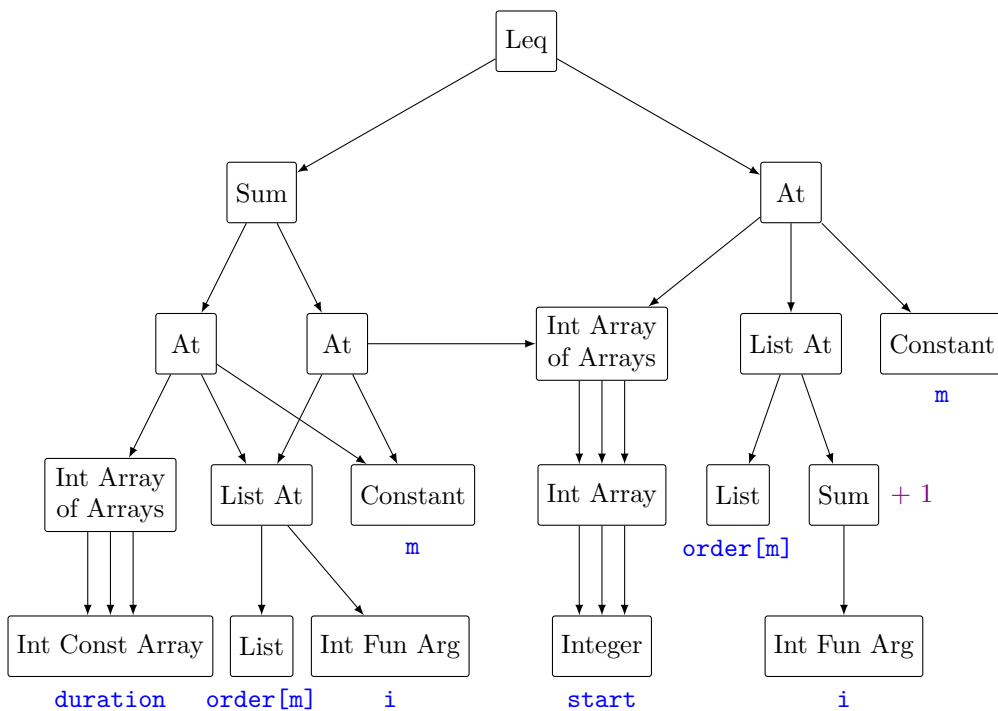 Leq
Sum
At
At
At
Int Array
of Arrays
List At
Constant
m
Int Array
of Arrays
List At
Constant
m
Int Array
List
order[m]
Sum
+ 1
Int Const Array
duration
List
order[m]
Int Fun Arg
i
Integer
start
Int Fun Arg
i